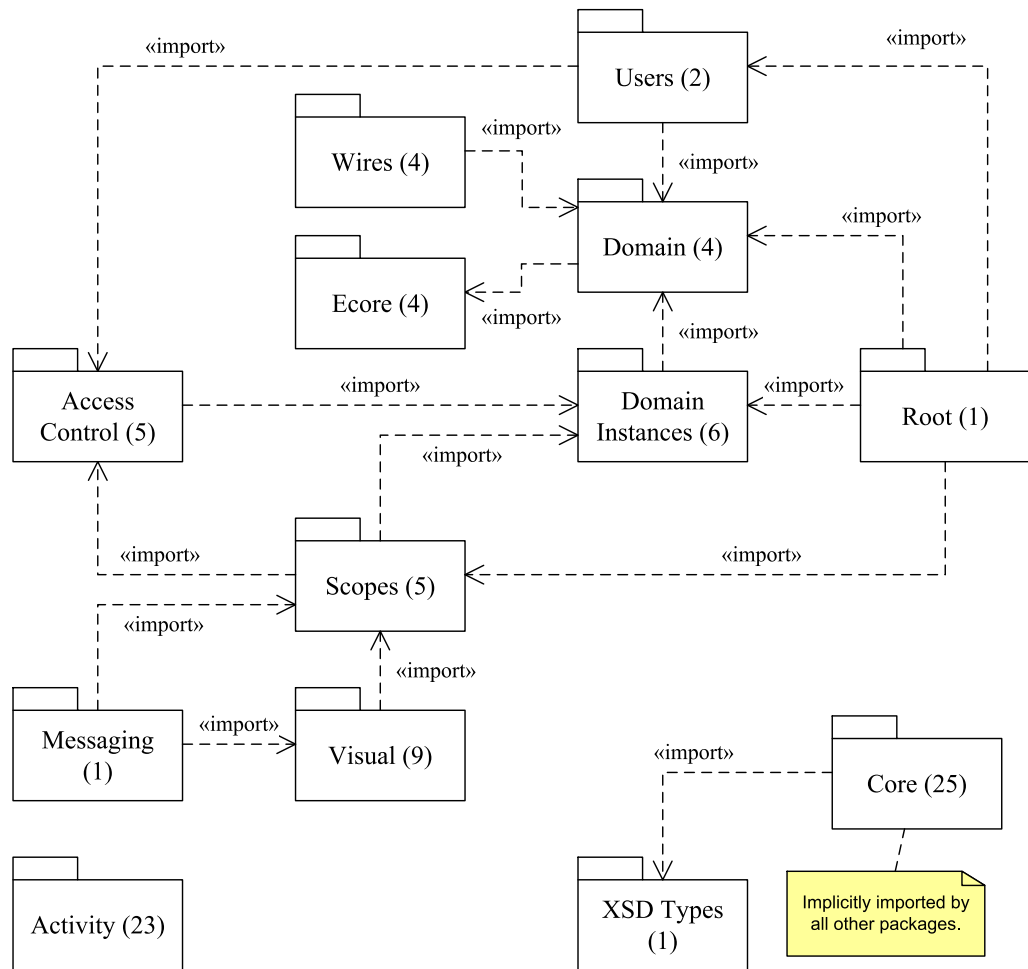 «import»
«import»
Users (2)
«import»
Wires (4)
«import»
«import»
Domain (4)
Ecore (4)
«import»
«import»
Access
Control (5)
«import»
Domain
Instances (6)
«import»
Root (1)
«import»
«import»
Scopes (5)
«import»
«import»
«import»
Messaging
(1)
«import»
Visual (9)
«import»
Core (25)
Activity (23)
XSD Types
(1)
Implicitly imported by
all other packages.